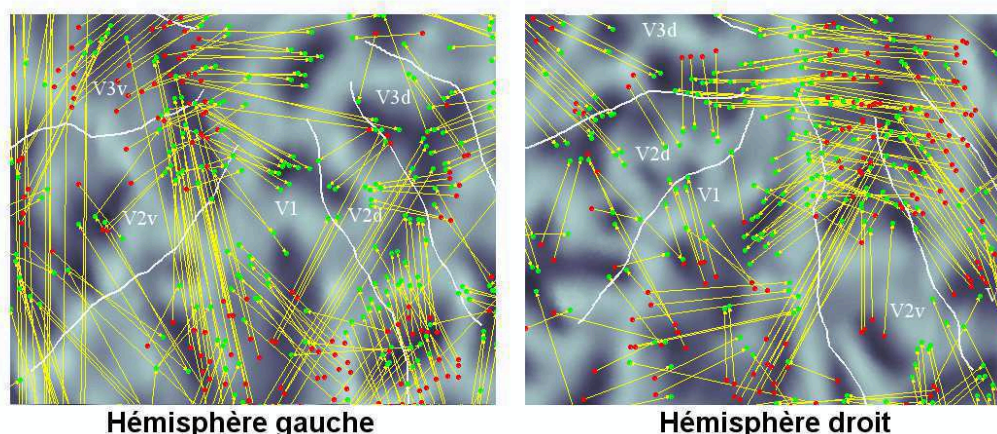 V3v
V3d
V2v
V1
V2d
Hémisphère gauche
V3d
V2d
V1
V2v
Hémisphère droit